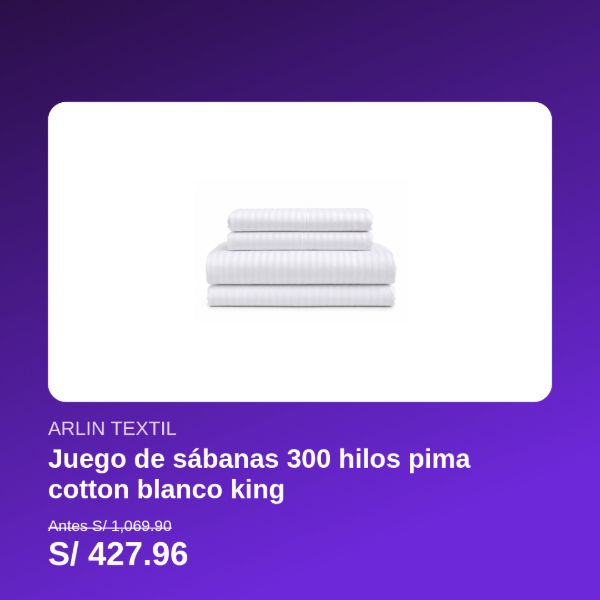 ARLIN TEXTIL
Juego de sábanas 300 hilos pima
cotton blanco king
Antes S/ 1,069.90
S/ 427.96